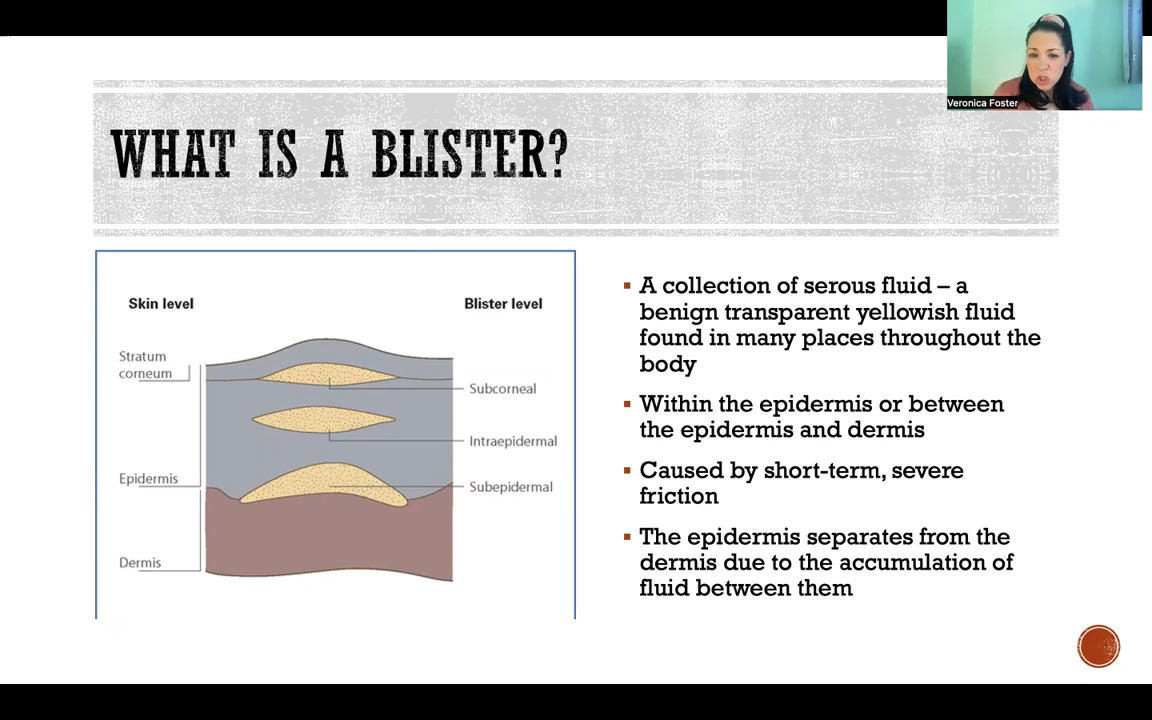 Veronica Foster
WHAT IS A BLISTER?
Skin level
Blister level
Stratum
corneum
Subcorneal
Intraepidermal
Epidermis
Subepidermal
Dermis
▪ A collection of serous fluid – a
benign transparent yellowish fluid
found in many places throughout the
body
▪ Within the epidermis or between
the epidermis and dermis
▪ Caused by short-term, severe
friction
▪ The epidermis separates from the
dermis due to the accumulation of
fluid between them